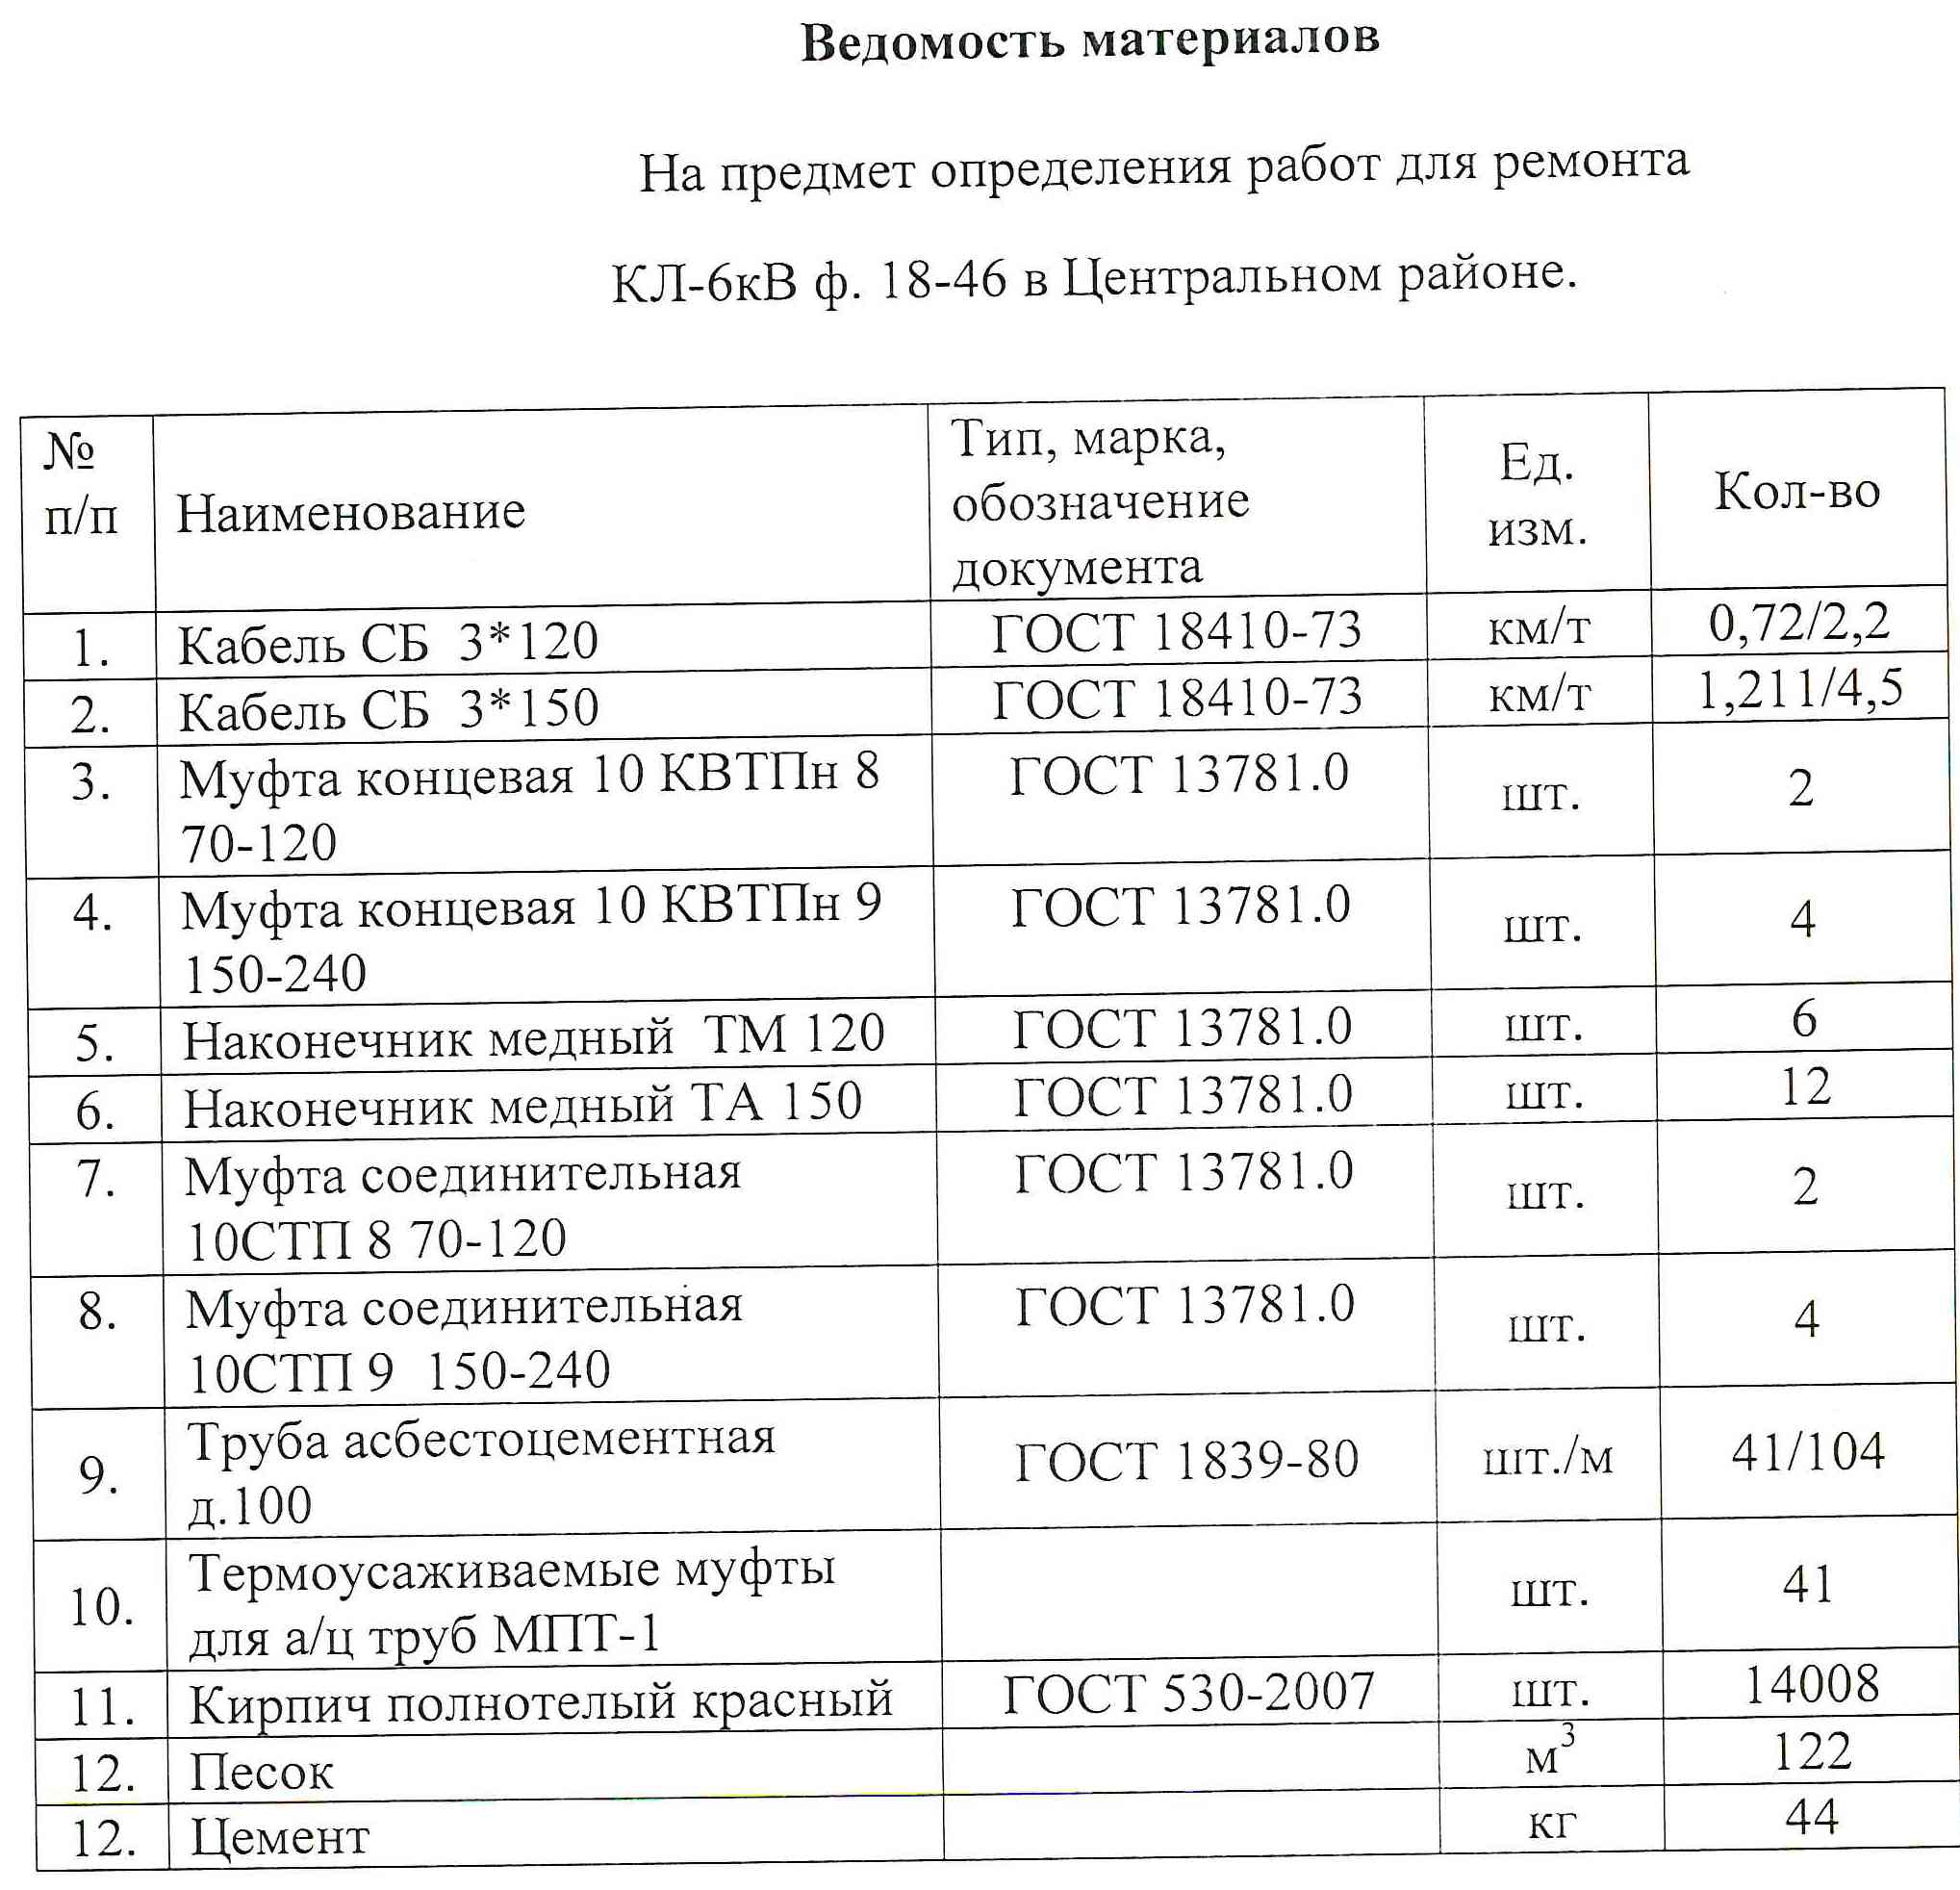 Ведомость материалов
На предмет определения работ для ремонта
КЛ-6кВ ф. 18-46 в Центральном районе.
№ п/п Наименование Тип, марка, обозначение документа Ед. изм. Кол-во
1. Кабель СБ 3*120 ГОСТ 18410-73 км/т 0,72/2,2
2. Кабель СБ 3*150 ГОСТ 18410-73 км/т 1,211/4,5
3. Муфта концевая 10 КВТПн 8 ГОСТ 13781.0 шт. 2
70-120
4. Муфта концевая 10 КВТПн 9 ГОСТ 13781.0 шт. 4
150-240
5. Наконечник медный ТМ 120 ГОСТ 13781.0 шт. 6
6. Наконечник медный ТА 150 ГОСТ 13781.0 шт. 12
7. Муфта соединительная ГОСТ 13781.0 шт. 2
10СТП 8 70-120
8. Муфта соединительная ГОСТ 13781.0 шт. 4
10СТП 9 150-240
9. Труба асбестоцементная ГОСТ 1839-80 шт./м 41/104
д.100
10. Термоусаживаемые муфты шт. 41
для а/ц труб МПТ-1
11. Кирпич полнотелый красный ГОСТ 530-2007 шт. 14008
12. Песок м³ 122
12. Цемент кг 44